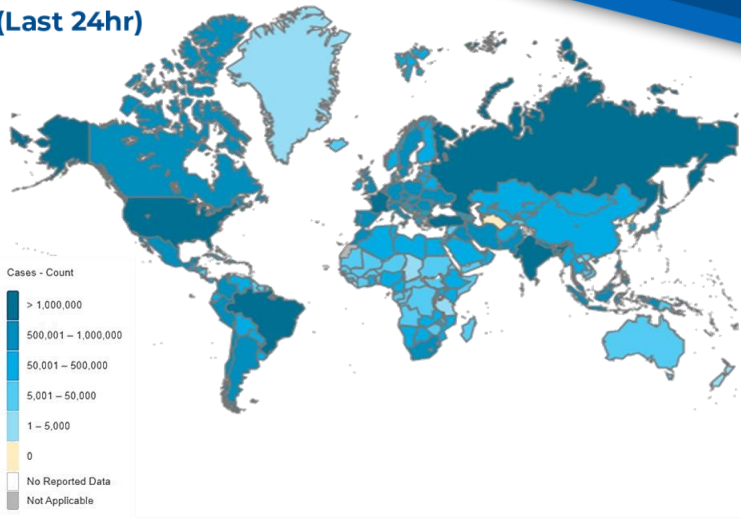 (Last 24hr)
Cases - Count
> 1,000,000
500,001 – 1,000,000
50,001 – 500,000
5,001 – 50,000
1 – 5,000
0
No Reported Data
Not Applicable